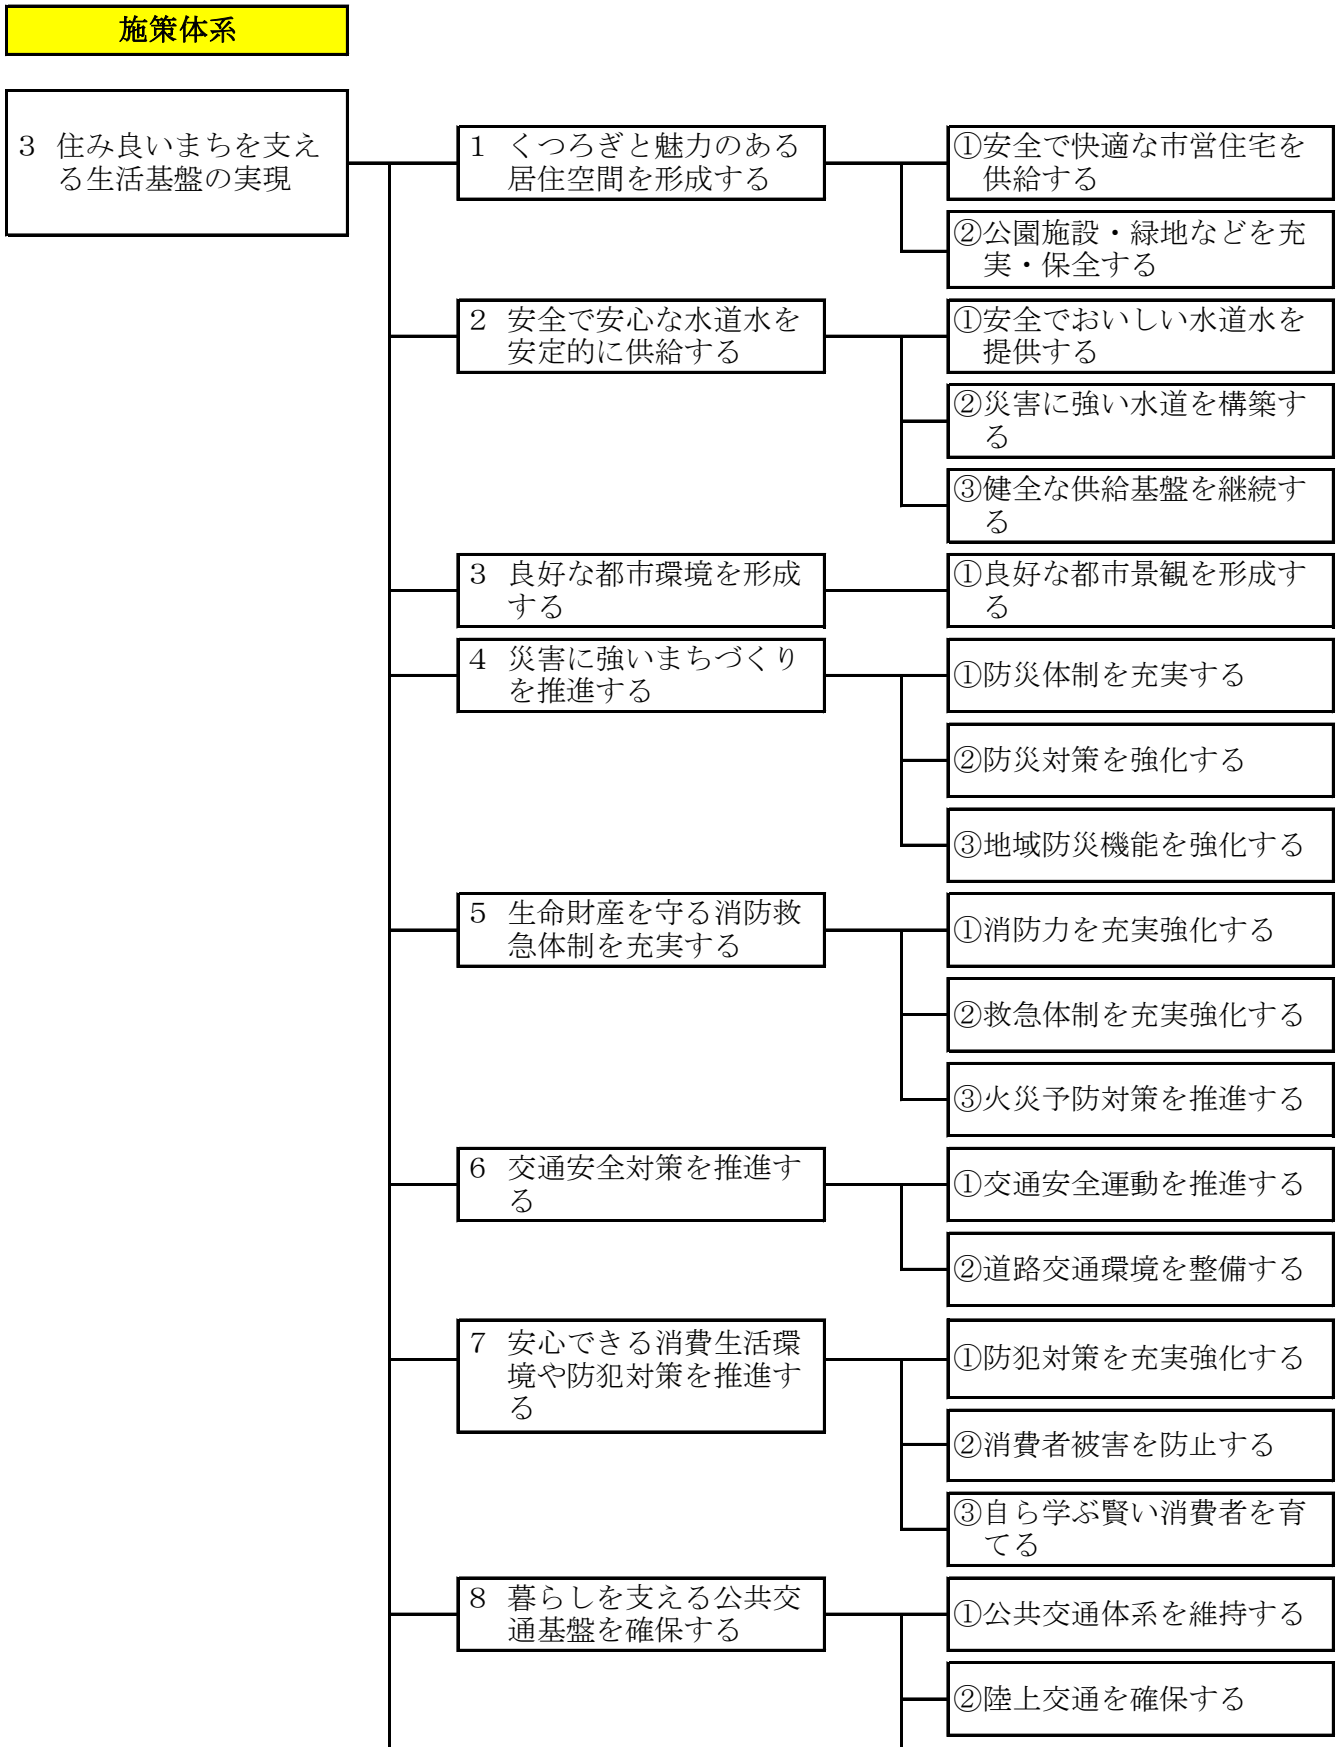 施策体系
3 住み良いまちを支え
る生活基盤の実現
1 くつろぎと魅力のある
居住空間を形成する
①安全で快適な市営住宅を
供給する
②公園施設・緑地などを充
実・保全する
2 安全で安心な水道水を
安定的に供給する
①安全でおいしい水道水を
提供する
②災害に強い水道を構築す
る
③健全な供給基盤を継続す
る
3 良好な都市環境を形成
する
①良好な都市景観を形成す
る
4 災害に強いまちづくり
を推進する
①防災体制を充実する
②防災対策を強化する
③地域防災機能を強化する
5 生命財産を守る消防救
急体制を充実する
①消防力を充実強化する
②救急体制を充実強化する
③火災予防対策を推進する
6 交通安全対策を推進す
る
①交通安全運動を推進する
②道路交通環境を整備する
7 安心できる消費生活環
境や防犯対策を推進す
る
①防犯対策を充実強化する
②消費者被害を防止する
③自ら学ぶ賢い消費者を育
てる
8 暮らしを支える公共交
通基盤を確保する
①公共交通体系を維持する
②陸上交通を確保する